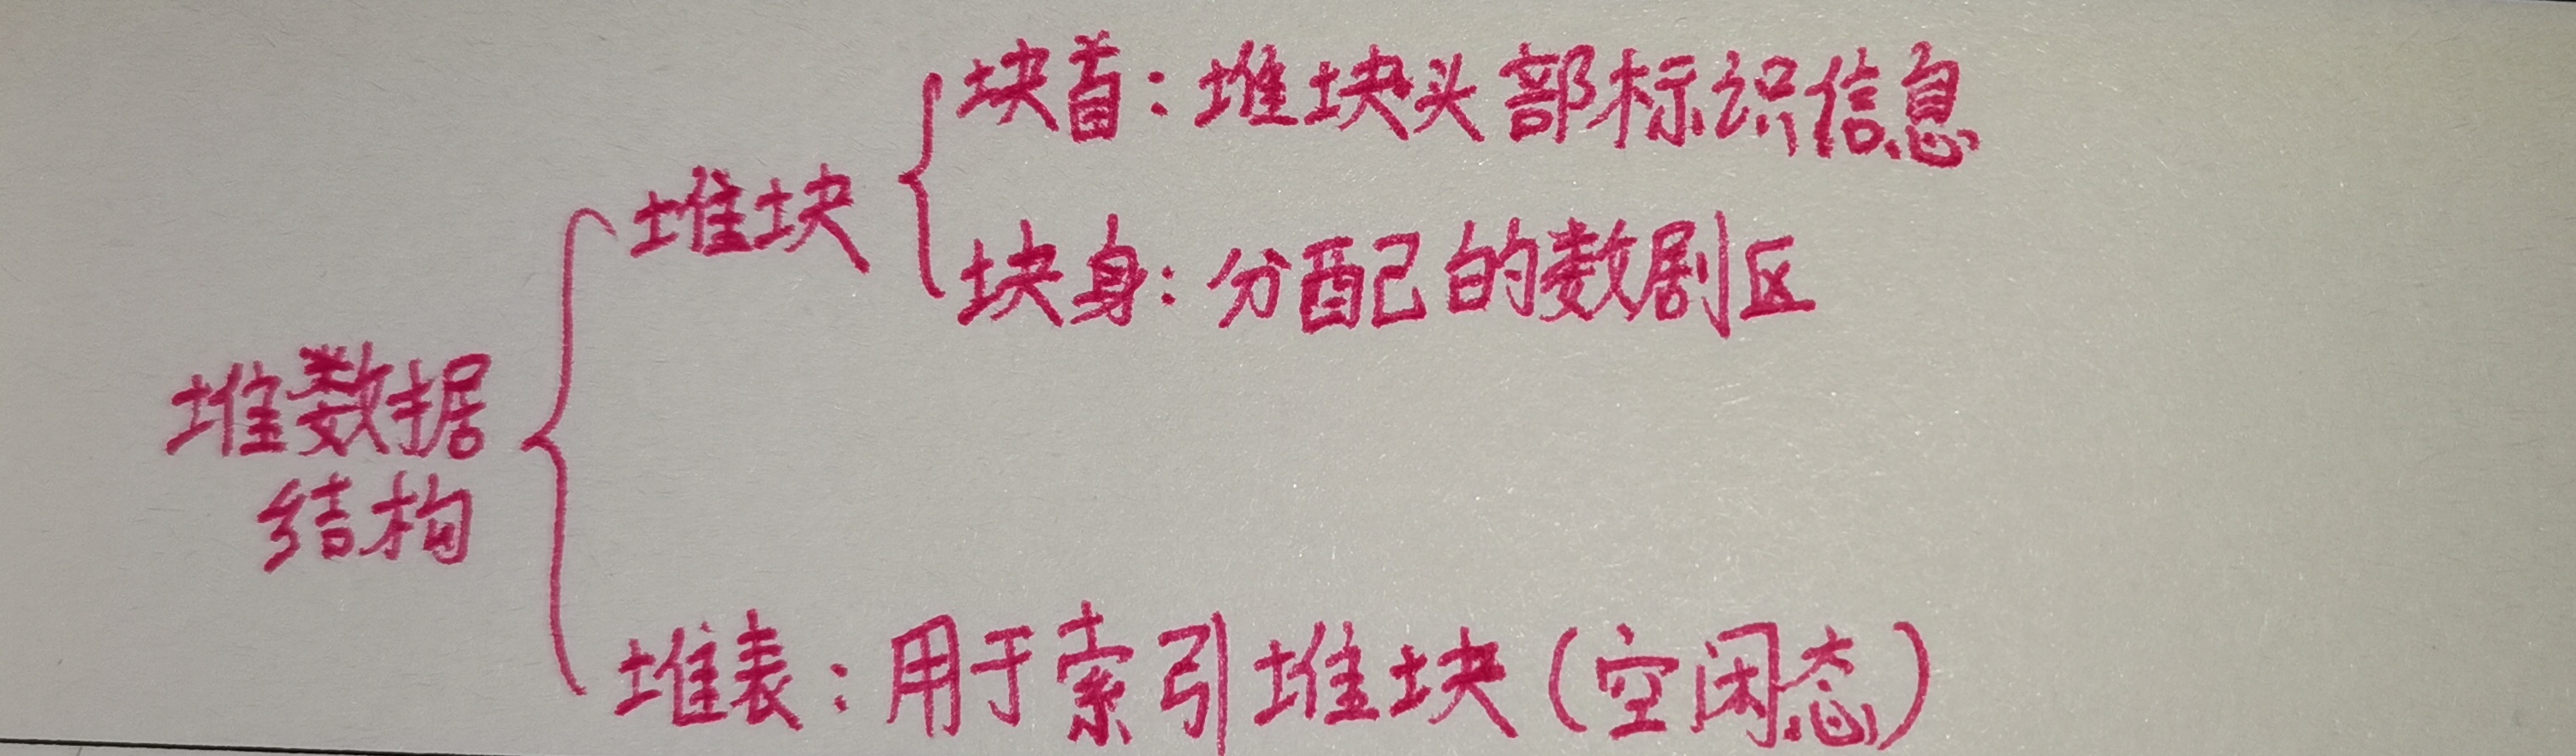 块首：堆块头部标识信息
堆块
块身：分配的数剧区
堆数据
结构
堆表：用于索引堆块（空闲态）